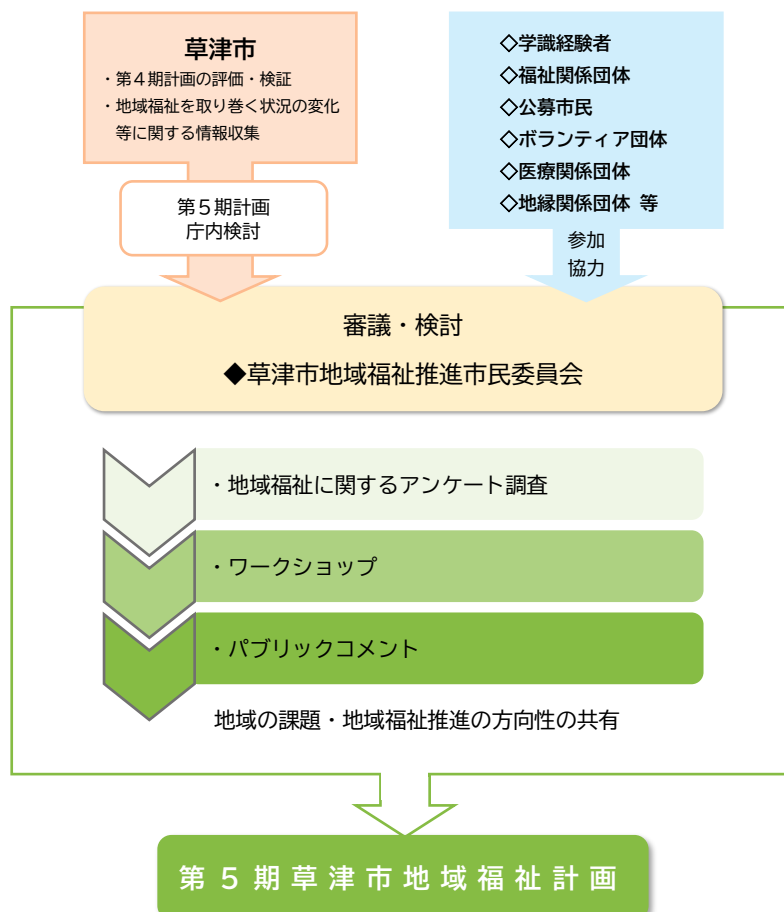 草津市
・第４期計画の評価・検証
・地域福祉を取り巻く状況の変化
等に関する情報収集
第５期計画
庁内検討
◇学識経験者
◇福祉関係団体
◇公募市民
◇ボランティア団体
◇医療関係団体
◇地縁関係団体 等
参加
協力
審議・検討
◆草津市地域福祉推進市民委員会
・地域福祉に関するアンケート調査
・ワークショップ
・パブリックコメント
地域の課題・地域福祉推進の方向性の共有
第５期草津市地域福祉計画